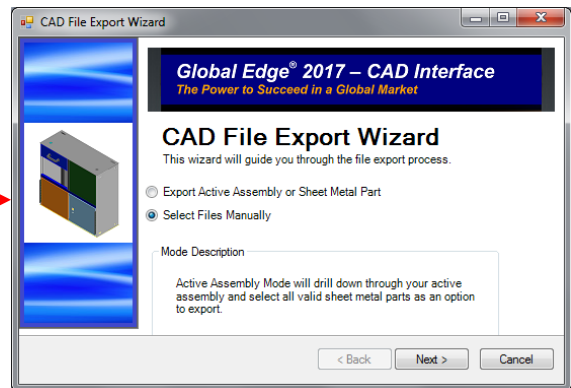 CAD File Export Wizard
Global Edge® 2017 – CAD Interface
The Power to Succeed in a Global Market
CAD File Export Wizard
This wizard will guide you through the file export process.
Export Active Assembly or Sheet Metal Part
Select Files Manually
Mode Description
Active Assembly Mode will drill down through your active
assembly and select all valid sheet metal parts as an option
to export.
< Back
Next >
Cancel